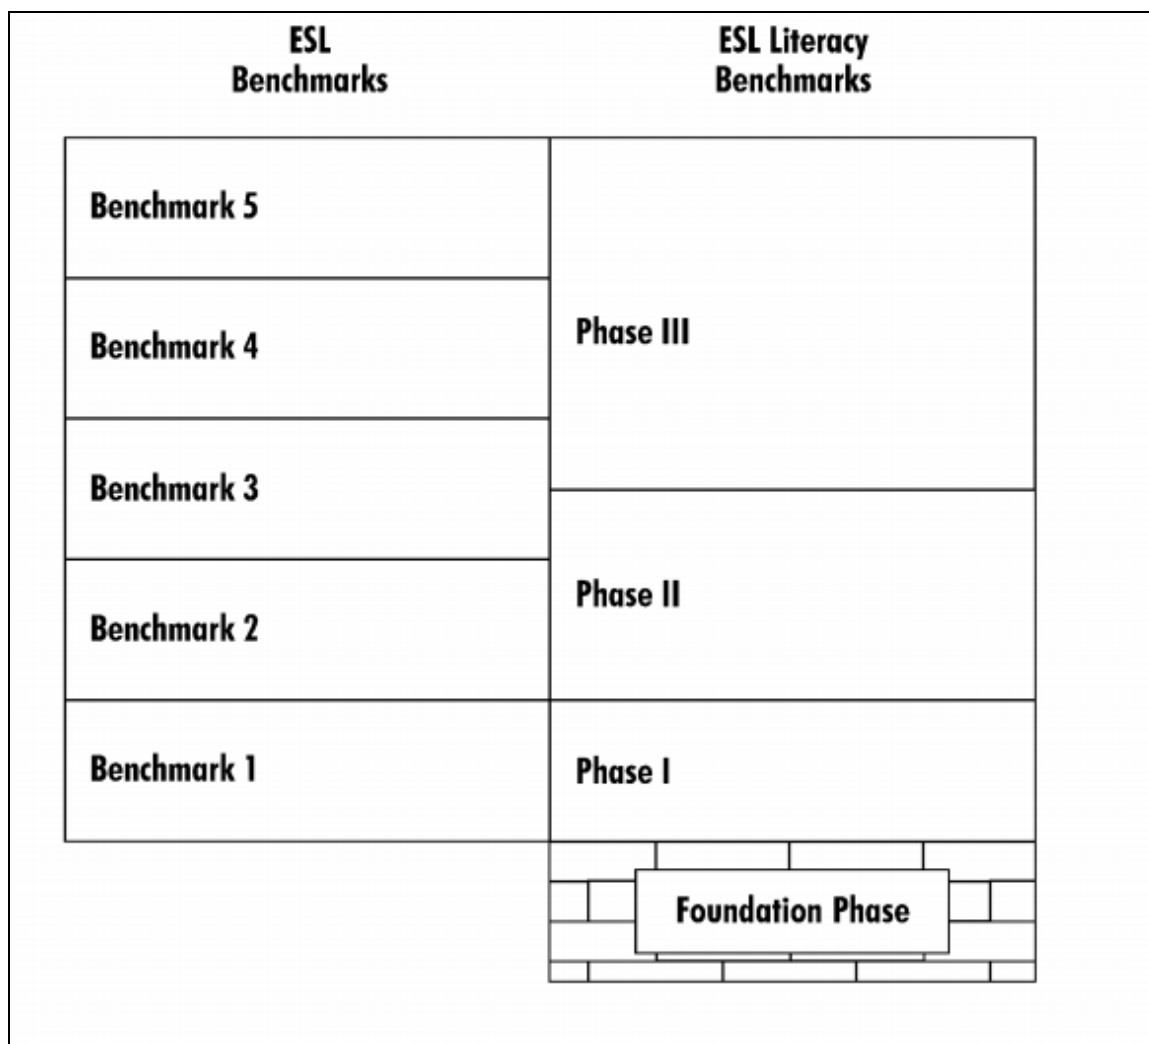 ESL
Benchmarks
ESL Literacy
Benchmarks
Benchmark 5
Benchmark 4
Benchmark 3
Benchmark 2
Benchmark 1
Phase III
Phase II
Phase I
Foundation Phase